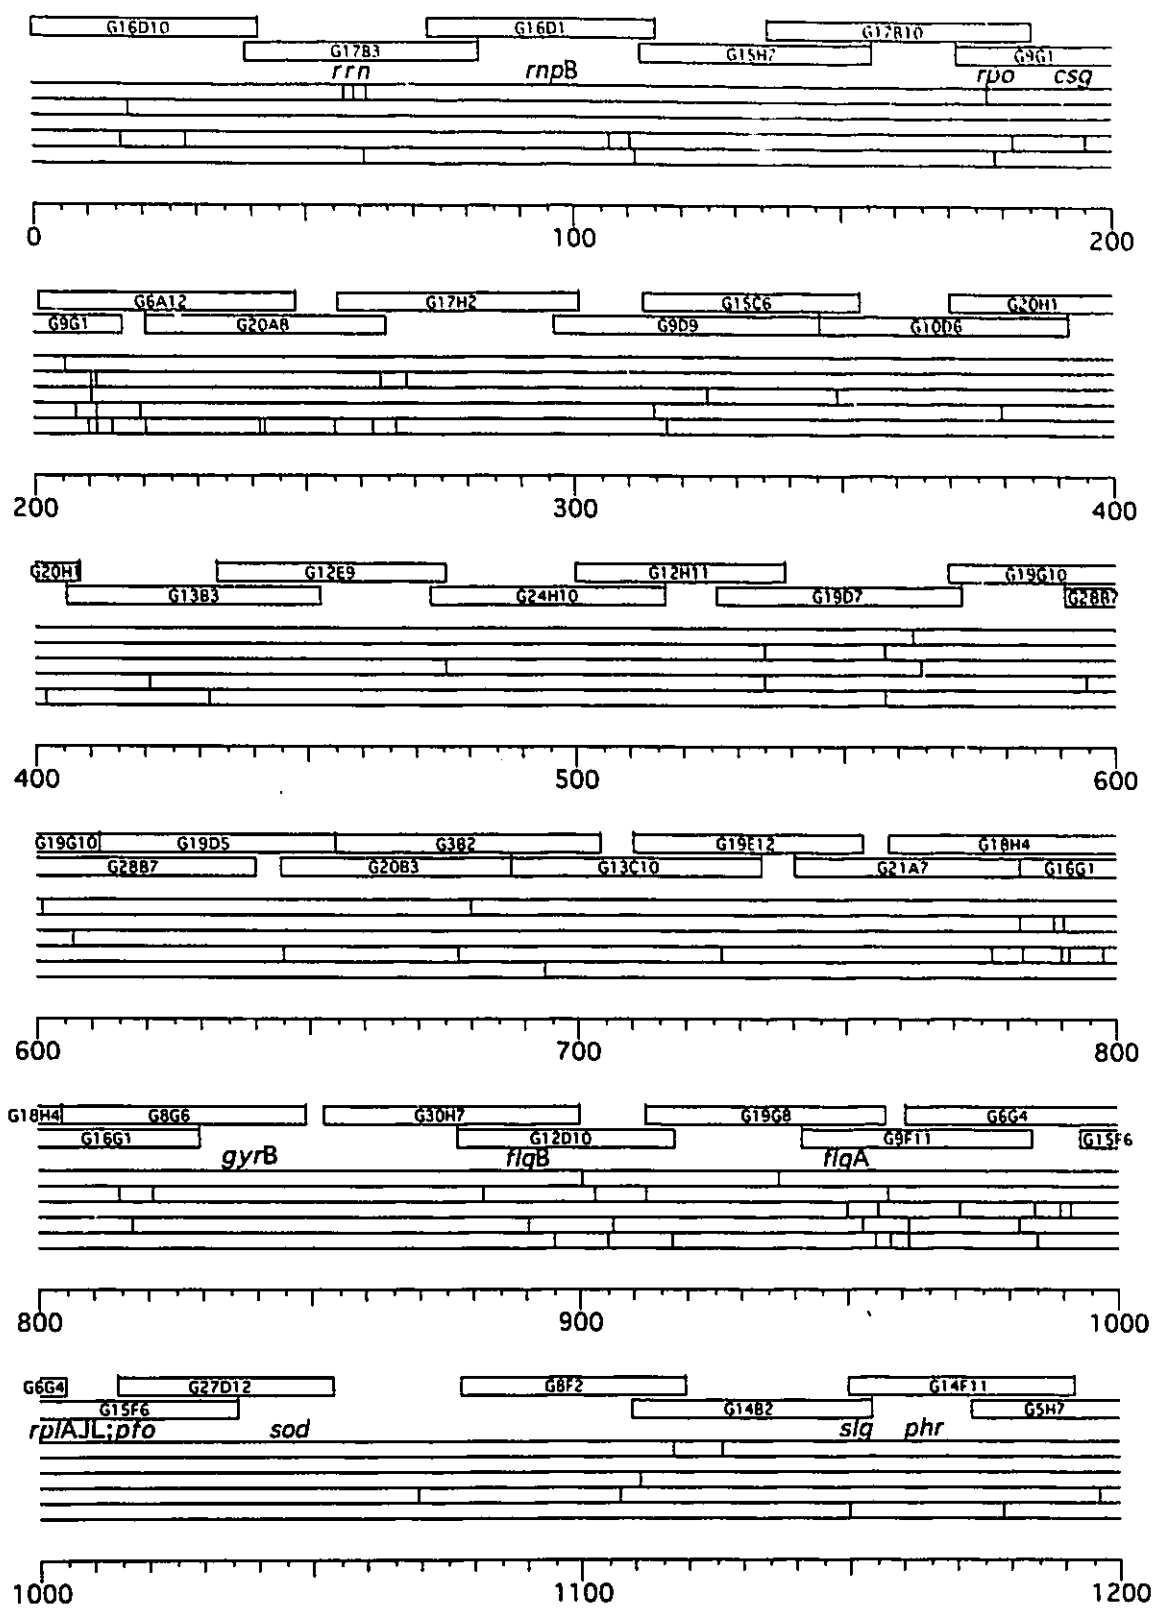 G16D10 G16D1 G17B10
G17B3 G15H7 G9G1
rrn rnpB rpo csg
0 100 200
G6A12 G17H2 G15C6 G20H1
G9G1 G20A8 G9D9 G10D6
200 300 400
G20H1 G12E9 G12H11 G19G10
G13B3 G24H10 G19D7 G28B7
400 500 600
G19G10 G19D5 G3B2 G19E12 G18H4
G28B7 G20B3 G13C10 G21A7 G16G1
600 700 800
G18H4 G8G6 G30H7 G19G8 G6G4
G16G1 G12D10 G9F11 G15F6
gyrB flgB flgA
800 900 1000
G6G4 G27D12 G8F2 G14F11
G15F6 G14B2 G5H7
rplAJL;pfo sod slg phr
1000 1100 1200